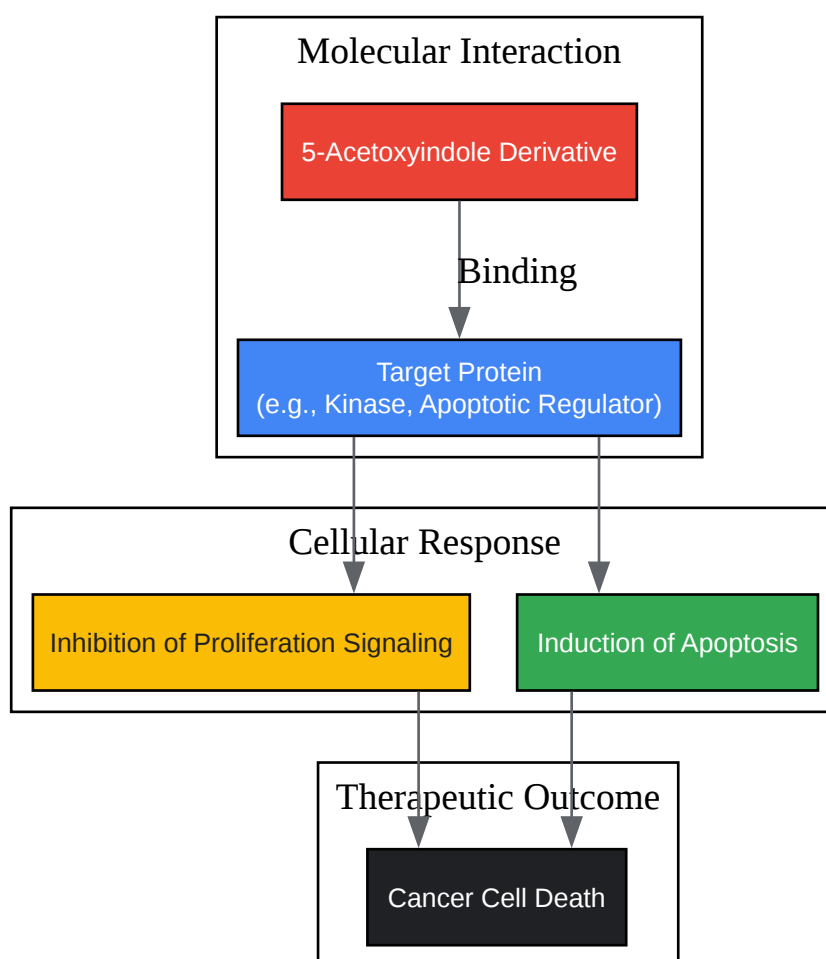 Molecular Interaction
5-Acetoxyindole Derivative
Binding
Target Protein
(e.g., Kinase, Apoptotic Regulator)
Cellular Response
Inhibition of Proliferation Signaling
Induction of Apoptosis
Therapeutic Outcome
Cancer Cell Death